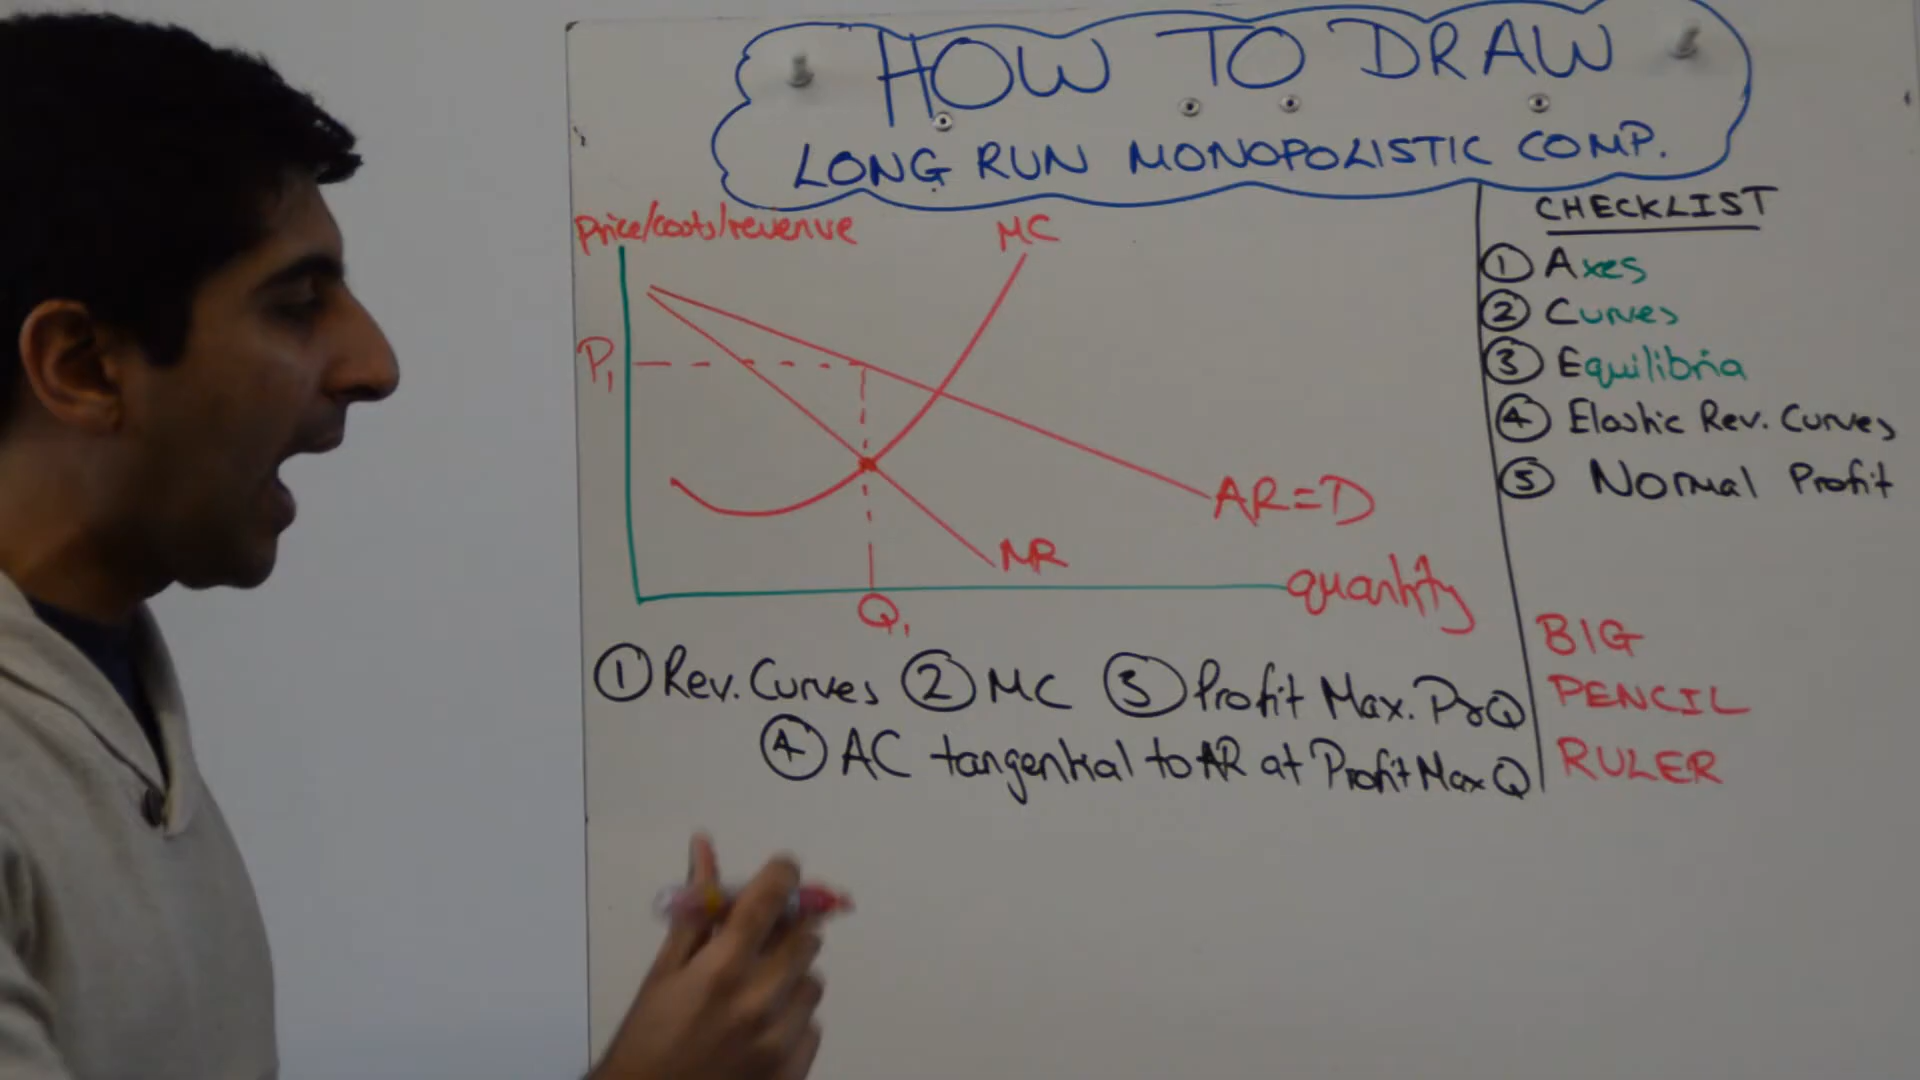 HOW TO DRAW
LONG RUN MONOPOLISTIC COMP.
Price/costs/revenue
MC
P1
AR=D
MR
quantity
Q1
CHECKLIST
① Axes
② Curves
③ Equilibria
④ Elastic Rev. Curves
⑤ Normal Profit
BIG
PENCIL
RULER
① Rev. Curves ② MC ③ Profit Max. P&Q
④ AC tangential to AR at Profit Max Q